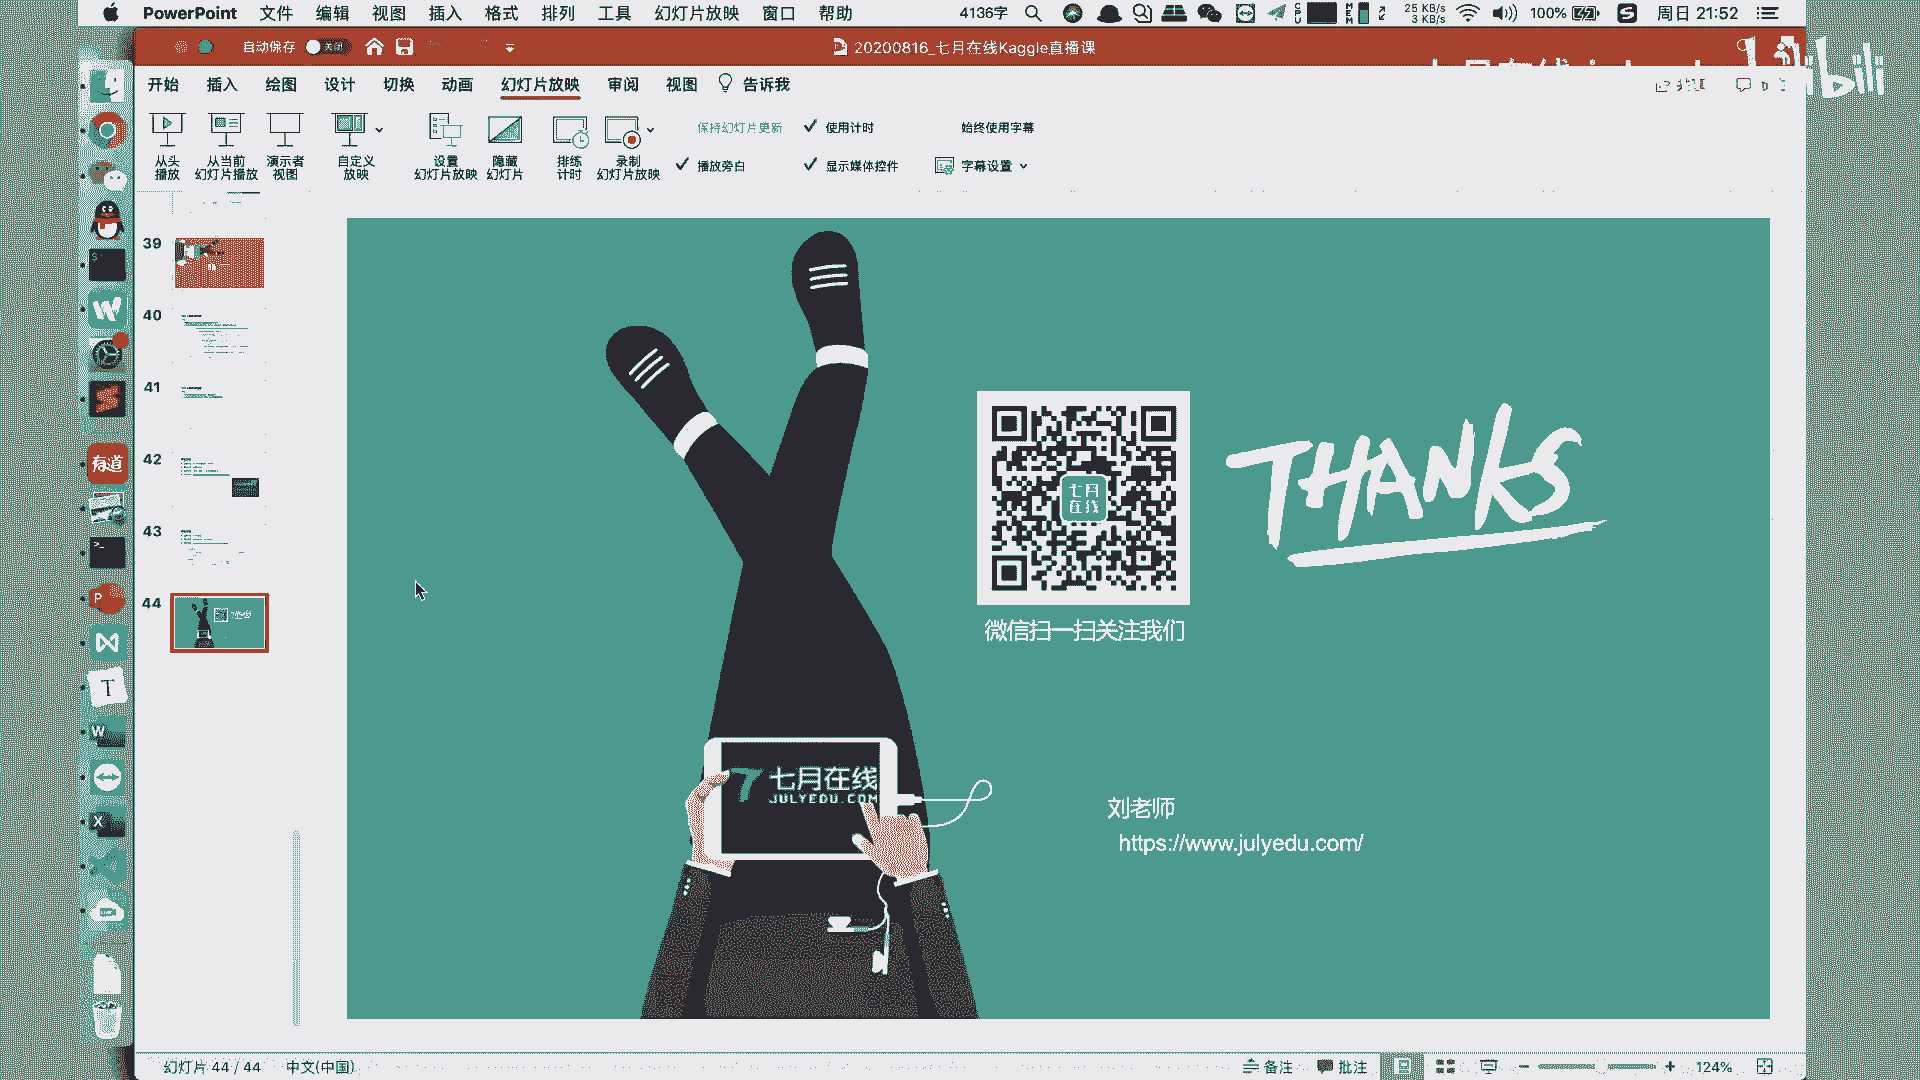 PowerPoint 文件 编辑 视图 插入 格式 排列 工具 幻灯片放映 窗口 帮助 4136字 CPU MEM 25 KB/s 3 KB/s 100% 周日 21:52
自动保存 关闭 20200816_七月在线Kaggle直播课
开始 插入 绘图 设计 切换 动画 幻灯片放映 审阅 视图 告诉我
从头播放
从当前幻灯片播放
演示者视图
自定义放映
设置幻灯片放映
隐藏幻灯片
排练计时
录制幻灯片放映
保持幻灯片更新 使用计时 始终使用字幕
播放旁白 显示媒体控件 字幕设置
39
40
41
42
43
44
有道
THANKS
七月在线
微信扫一扫关注我们
7 七月在线
JULYEDU.COM
刘老师
https://www.julyedu.com/
幻灯片 44 / 44 中文(中国) 备注 批注 124%